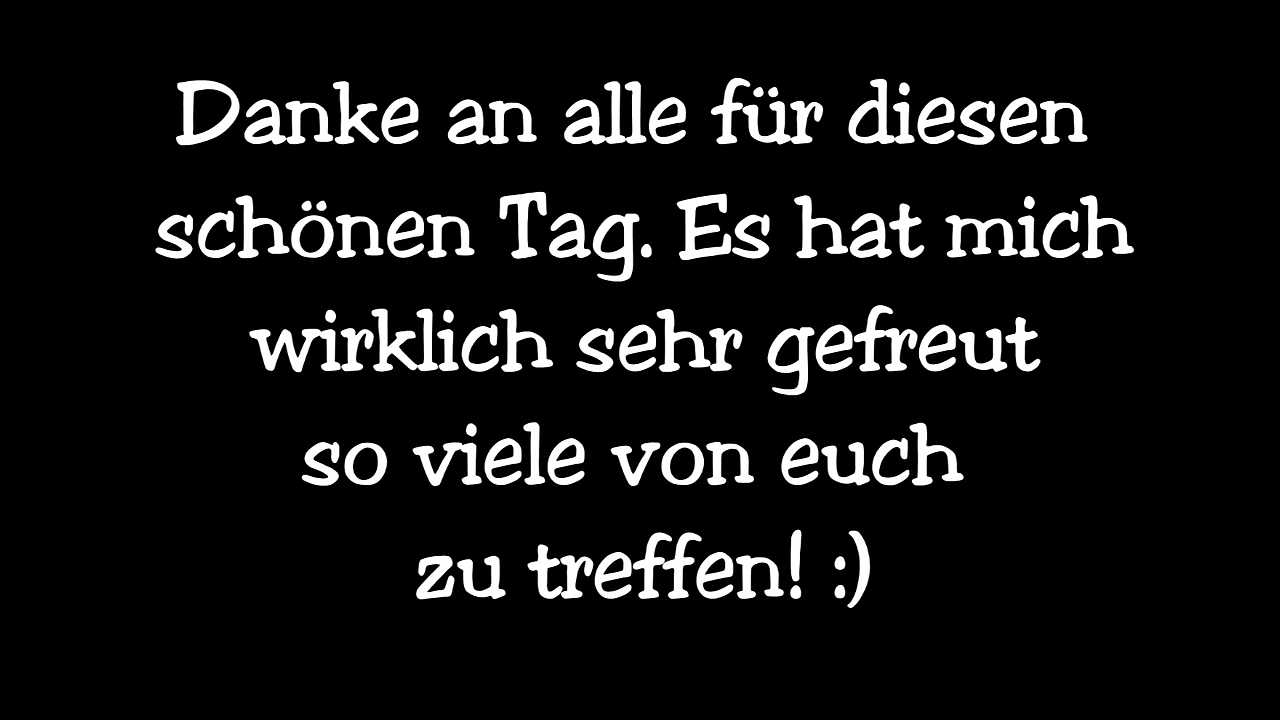 Danke an alle für diesen
schönen Tag. Es hat mich
wirklich sehr gefreut
so viele von euch
zu treffen! :)